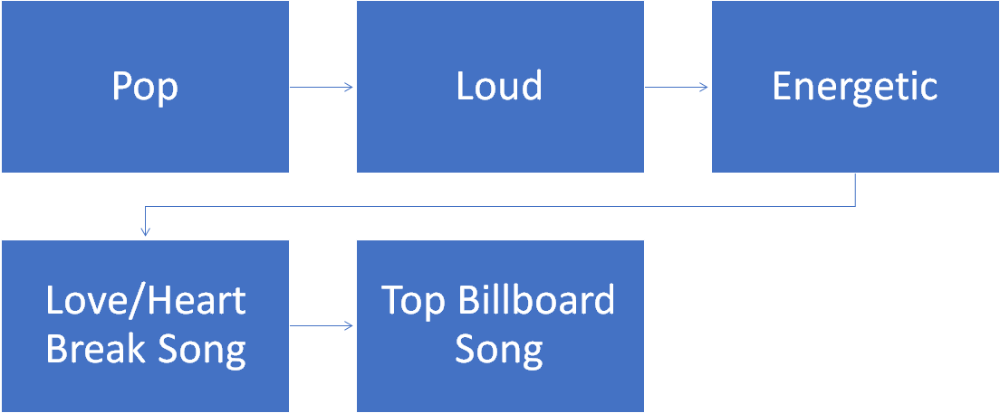 Pop
Loud
Energetic
Love/Heart
Break Song
Top Billboard
Song